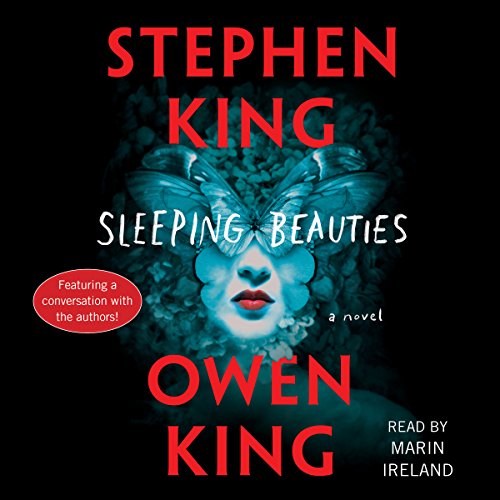 STEPHEN
KING
SLEEPING BEAUTIES
Featuring a
conversation with
the authors!
a novel
OWEN
KING
READ BY
MARIN
IRELAND